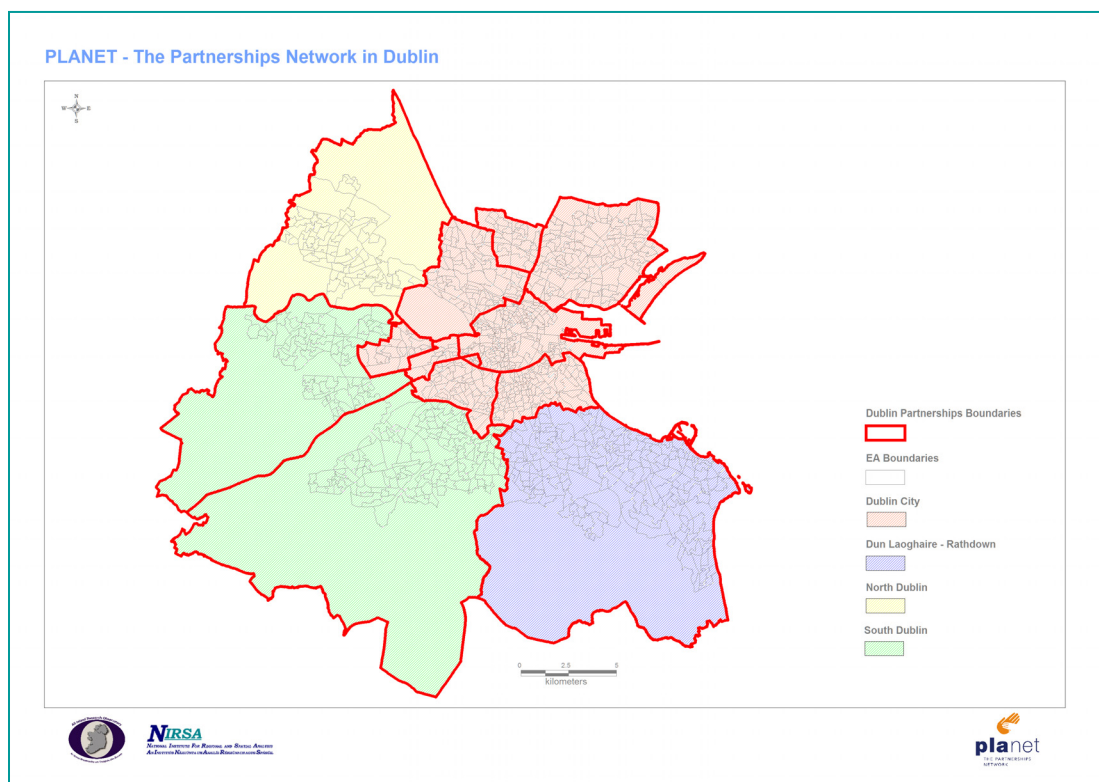 PLANET - The Partnerships Network in Dublin
N
W E
S
Dublin Partnerships Boundaries
EA Boundaries
Dublin City
Dun Laoghaire - Rathdown
North Dublin
South Dublin
0 2.5 5
kilometers
NIRSA
NATIONAL INSTITUTE FOR REGIONAL AND SPATIAL ANALYSIS
planet
THE PARTNERSHIPS
NETWORK